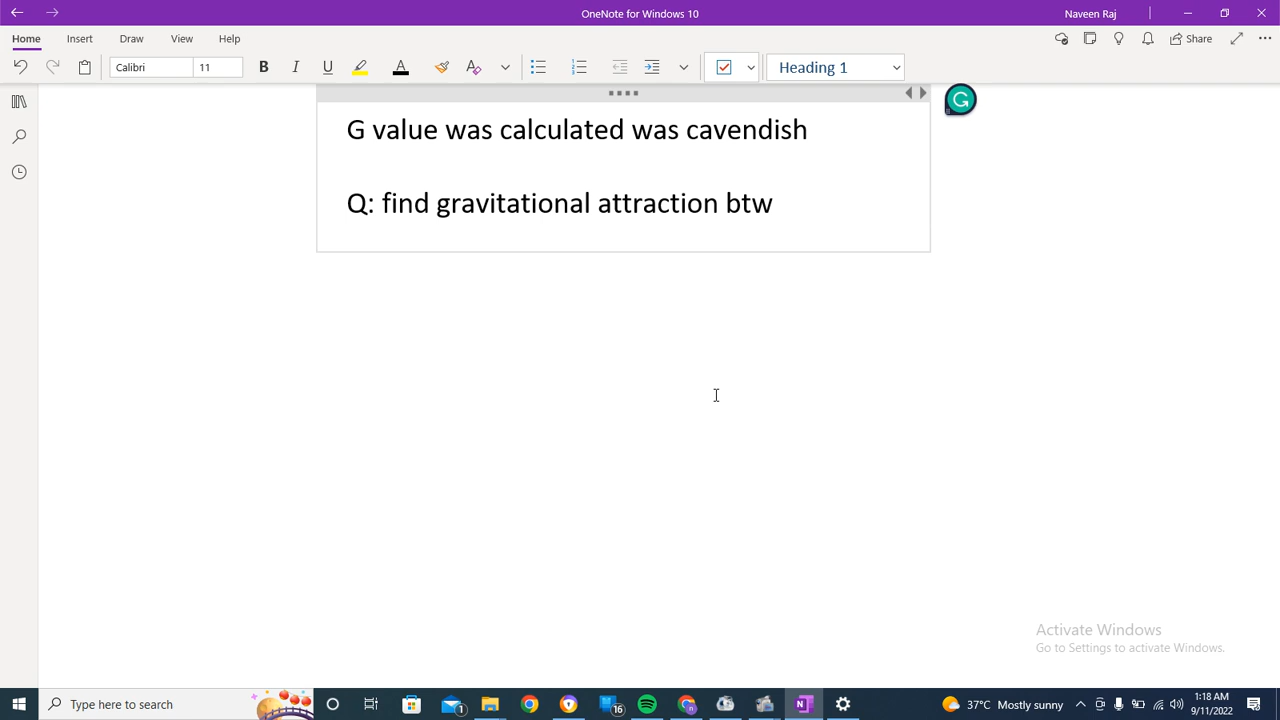 OneNote for Windows 10
Naveen Raj
Home Insert Draw View Help
Share
Calibri 11 B I U A A Heading 1
G value was calculated was cavendish
Q: find gravitational attraction btw
Activate Windows
Go to Settings to activate Windows.
Type here to search
1
16
37°C Mostly sunny
1:18 AM
9/11/2022